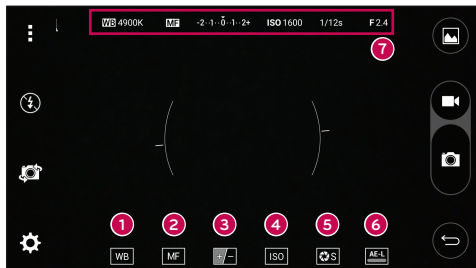 WB 4900K MF -2··1··0··1··2+ ISO 1600 1/12s F 2.4
7
1 2 3 4 5 6
WB MF +/- ISO S AE-L